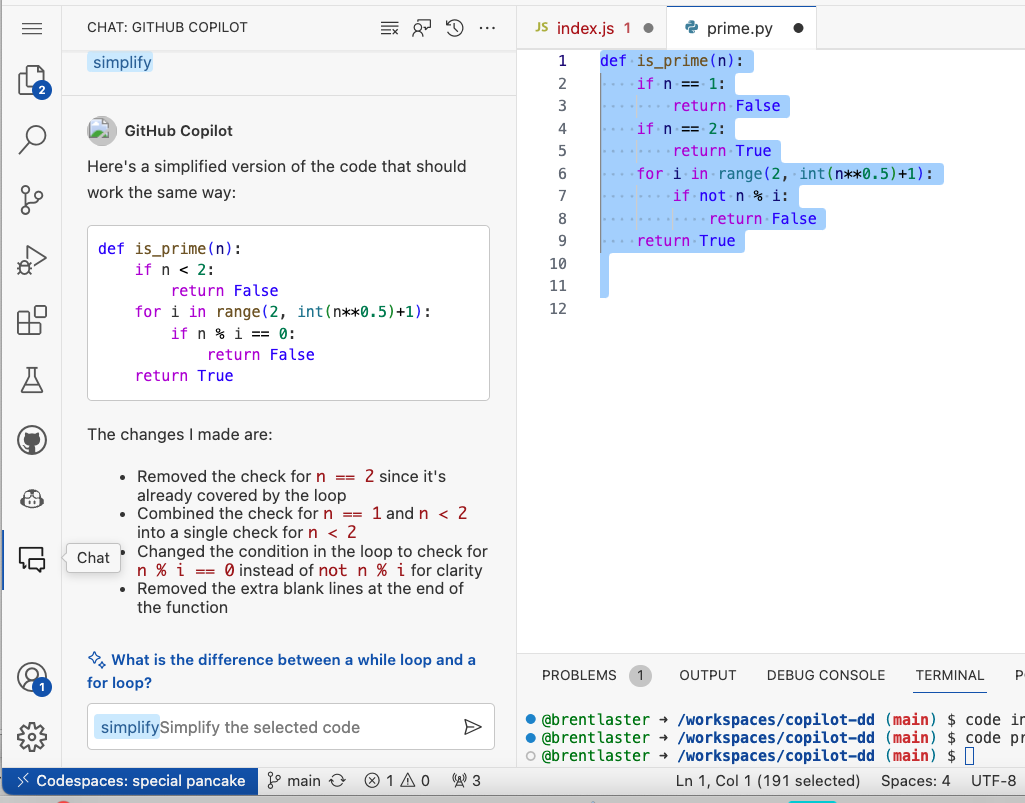 CHAT: GITHUB COPILOT
simplify
2
GitHub Copilot
Here's a simplified version of the code that should
work the same way:
def is_prime(n):
    if n < 2:
        return False
    for i in range(2, int(n**0.5)+1):
        if n % i == 0:
            return False
    return True
The changes I made are:
• Removed the check for n == 2 since it's
already covered by the loop
• Combined the check for n == 1 and n < 2
into a single check for n < 2
Chat
• Changed the condition in the loop to check for
n % i == 0 instead of not n % i for clarity
• Removed the extra blank lines at the end of
the function
What is the difference between a while loop and a
for loop?
1
simplify Simplify the selected code
JS index.js 1 ● prime.py ●
1 def is_prime(n):
2     if n == 1:
3         return False
4     if n == 2:
5         return True
6     for i in range(2, int(n**0.5)+1):
7         if not n % i:
8             return False
9     return True
10
11
12
PROBLEMS 1 OUTPUT DEBUG CONSOLE TERMINAL P
@brentlaster → /workspaces/copilot-dd (main) $ code in
@brentlaster → /workspaces/copilot-dd (main) $ code pr
@brentlaster → /workspaces/copilot-dd (main) $
Codespaces: special pancake main 1 0 3 Ln 1, Col 1 (191 selected) Spaces: 4 UTF-8